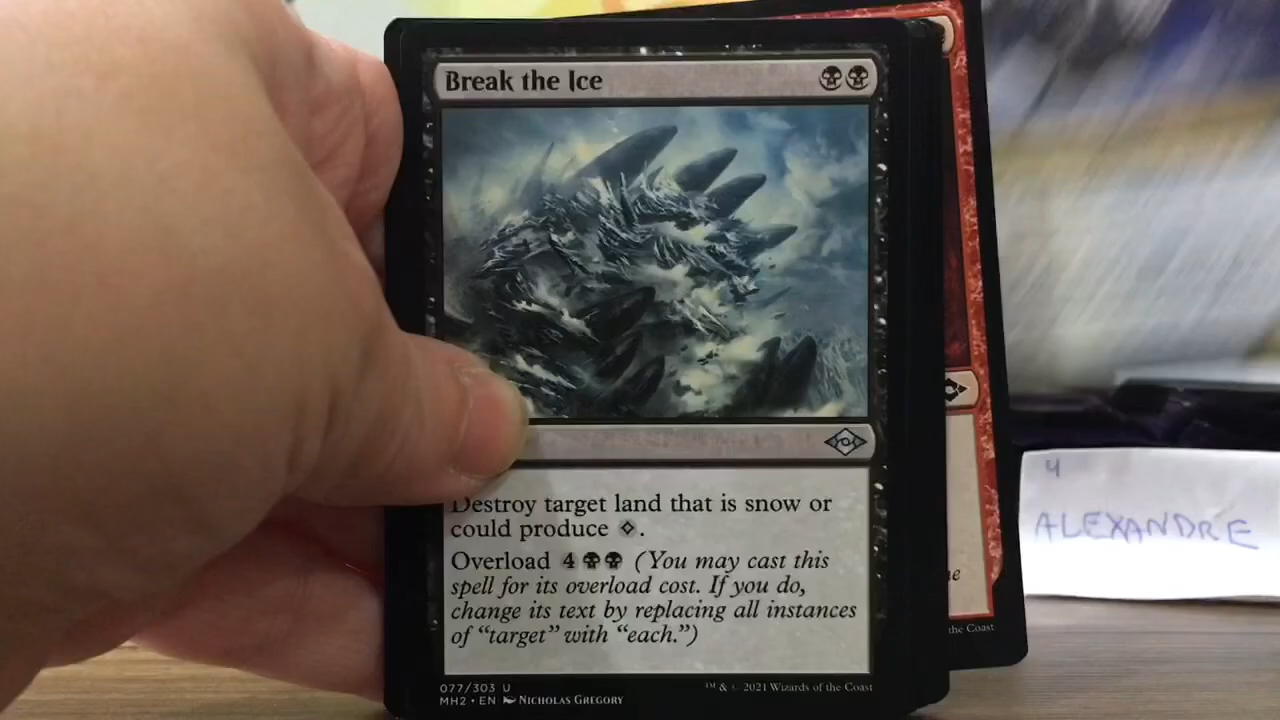 Break the Ice
Destroy target land that is snow or
could produce
Overload 4 (You may cast this
spell for its overload cost. If you do,
change its text by replacing all instances
of “target” with “each.”)
077/303 U
MH2 • EN Nicholas Gregory
™ & © 2021 Wizards of the Coast
the Coast
4
ALEXANDRE